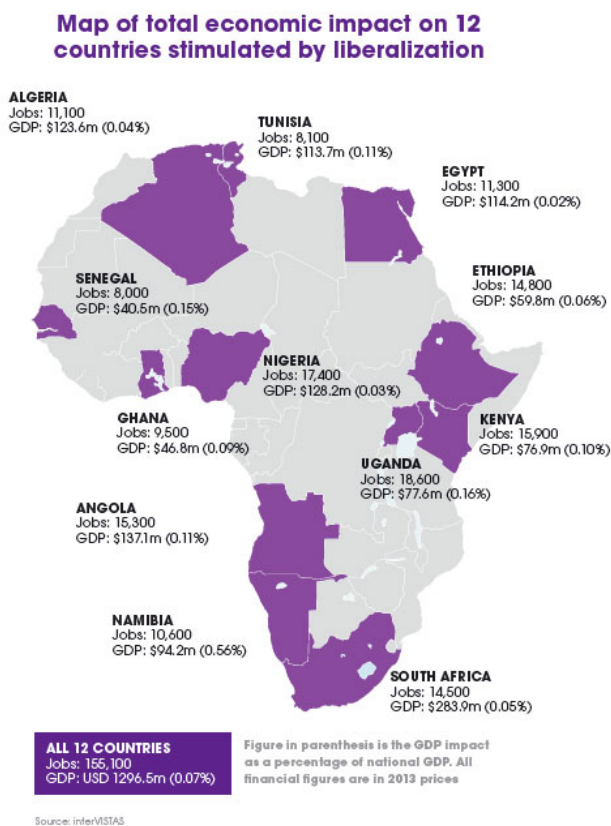 Map of total economic impact on 12
countries stimulated by liberalization
ALGERIA
Jobs: 11,100
GDP: $123.6m (0.04%)
TUNISIA
Jobs: 8,100
GDP: $113.7m (0.11%)
EGYPT
Jobs: 11,300
GDP: $114.2m (0.02%)
ETHIOPIA
Jobs: 14,800
GDP: $59.8m (0.06%)
SENEGAL
Jobs: 8,000
GDP: $40.5m (0.15%)
NIGERIA
Jobs: 17,400
GDP: $128.2m (0.03%)
GHANA
Jobs: 9,500
GDP: $46.8m (0.09%)
KENYA
Jobs: 15,900
GDP: $76.9m (0.10%)
UGANDA
Jobs: 18,600
GDP: $77.6m (0.16%)
ANGOLA
Jobs: 15,300
GDP: $137.1m (0.11%)
NAMIBIA
Jobs: 10,600
GDP: $94.2m (0.56%)
SOUTH AFRICA
Jobs: 14,500
GDP: $283.9m (0.05%)
ALL 12 COUNTRIES
Jobs: 155,100
GDP: USD 1296.5m (0.07%)
Figure in parenthesis is the GDP impact
as a percentage of national GDP. All
financial figures are in 2013 prices
Source: interVISTAS